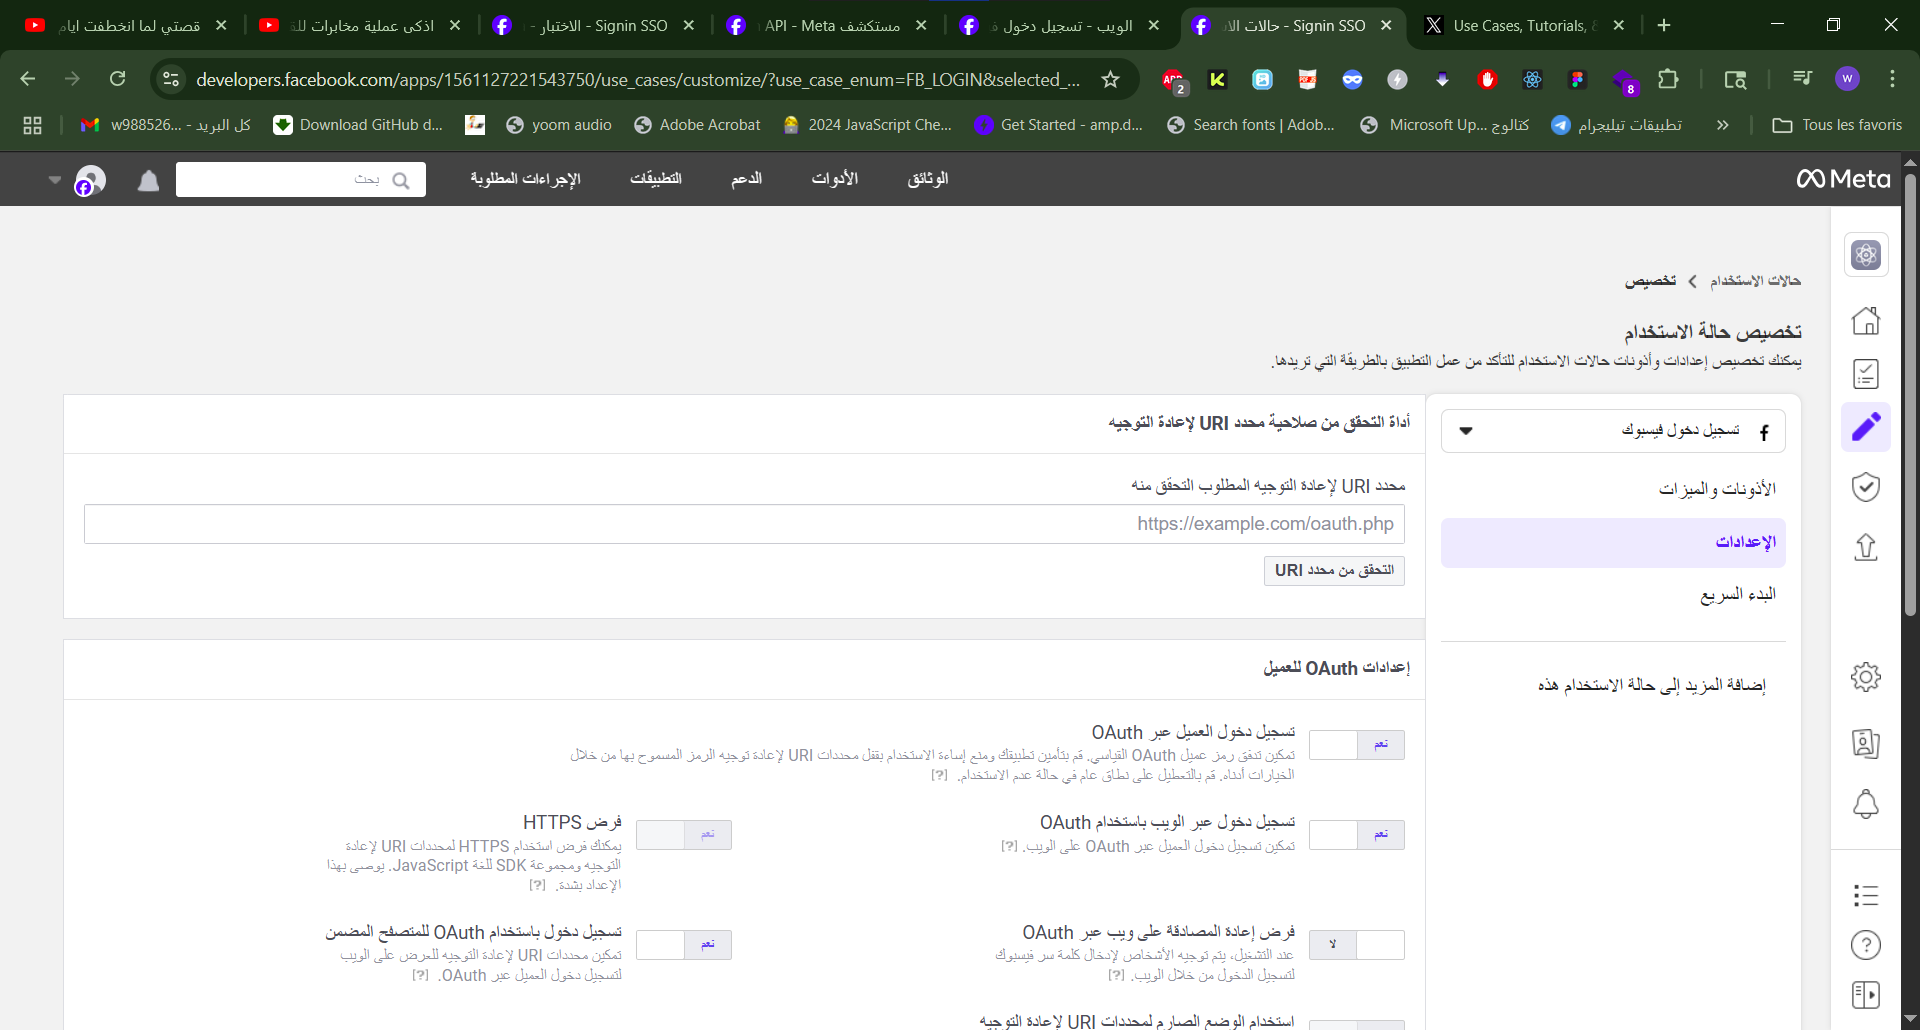 قصتي لما انخطفت ايام
اذكى عملية مخابرات للـ
الاختبار - Signin SSO
مستكشف API - Meta
الويب - تسجيل دخول ف
حالات الا - Signin SSO
Use Cases, Tutorials, &
developers.facebook.com/apps/1561127221543750/use_cases/customize/?use_case_enum=FB_LOGIN&selected_...
2
8
W
كل البريد - ...w988526
Download GitHub d...
yoom audio
Adobe Acrobat
2024 JavaScript Che...
Get Started - amp.d...
Search fonts | Adob...
كتالوج Microsoft Up...
تطبيقات تيليجرام
Tous les favoris
Meta
الوثائق
الأدوات
الدعم
التطبيقات
الإجراءات المطلوبة
بحث
حالات الاستخدام
تخصيص
تخصيص حالة الاستخدام
يمكنك تخصيص إعدادات وأذونات حالات الاستخدام للتأكد من عمل التطبيق بالطريقة التي تريدها.
تسجيل دخول فيسبوك
الأذونات والميزات
الإعدادات
البدء السريع
إضافة المزيد إلى حالة الاستخدام هذه
أداة التحقق من صلاحية محدد URI لإعادة التوجيه
محدد URI لإعادة التوجيه المطلوب التحقق منه
https://example.com/oauth.php
التحقق من محدد URI
إعدادات OAuth للعميل
تسجيل دخول العميل عبر OAuth
نعم
تمكين تدفق رمز عميل OAuth القياسي. قم بتأمين تطبيقك ومنع إساءة الاستخدام بقفل محددات URI لإعادة توجيه الرمز المسموح بها من خلال
الخيارات أدناه. قم بالتعطيل على نطاق عام في حالة عدم الاستخدام. [?]
تسجيل دخول عبر الويب باستخدام OAuth
نعم
تمكين تسجيل دخول العميل عبر OAuth على الويب. [?]
فرض HTTPS
نعم
يمكنك فرض استخدام HTTPS لمحددات URI لإعادة
التوجيه ومجموعة SDK للغة JavaScript. يوصى بهذا
الإعداد بشدة. [?]
فرض إعادة المصادقة على ويب عبر OAuth
لا
عند التشغيل، يتم توجيه الأشخاص لإدخال كلمة سر فيسبوك
لتسجيل الدخول من خلال الويب. [?]
تسجيل دخول باستخدام OAuth للمتصفح المضمن
نعم
تمكين محددات URI لإعادة التوجيه للعرض على الويب
لتسجيل دخول العميل عبر OAuth. [?]
استخدام الوضع الصارم لمحددات URI لإعادة التوجيه